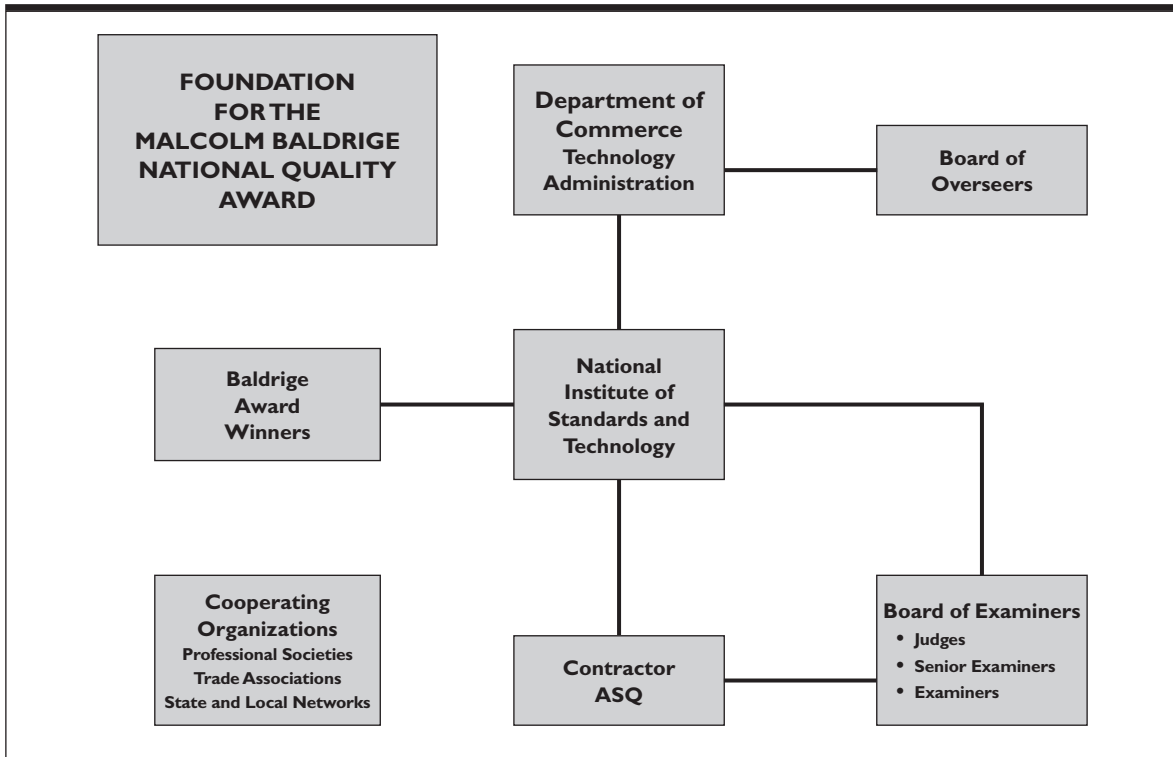 FOUNDATION
FOR THE
MALCOLM BALDRIGE
NATIONAL QUALITY
AWARD
Department of
Commerce
Technology
Administration
Board of
Overseers
Baldrige
Award
Winners
National
Institute of
Standards and
Technology
Cooperating
Organizations
Professional Societies
Trade Associations
State and Local Networks
Contractor
ASQ
Board of Examiners
• Judges
• Senior Examiners
• Examiners